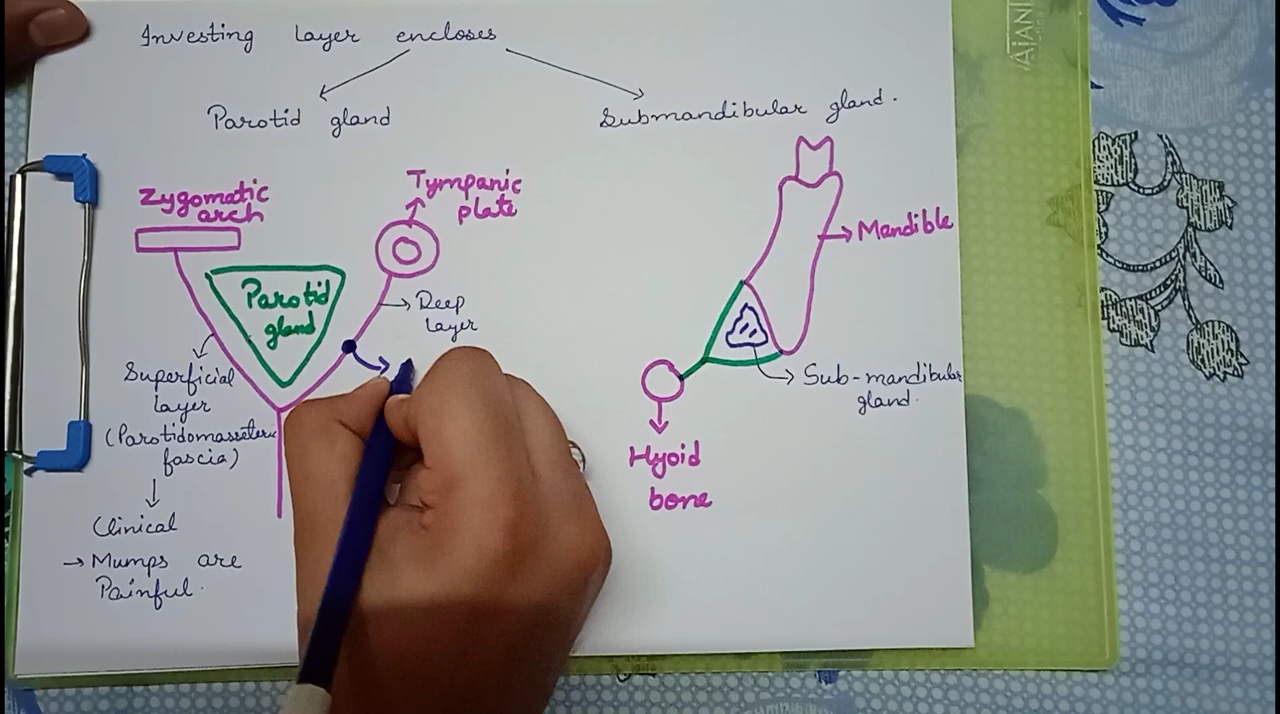 Investing layer encloses
Parotid gland
Submandibular gland.
Zygomatic
arch
Tympanic
plate
Mandible
Parotid
gland
Deep
layer
Superficial
layer
(Parotidomasseteric
fascia)
Sub-mandibular
gland.
Clinical
→ Mumps are
Painful.
Hyoid
bone
AJANI